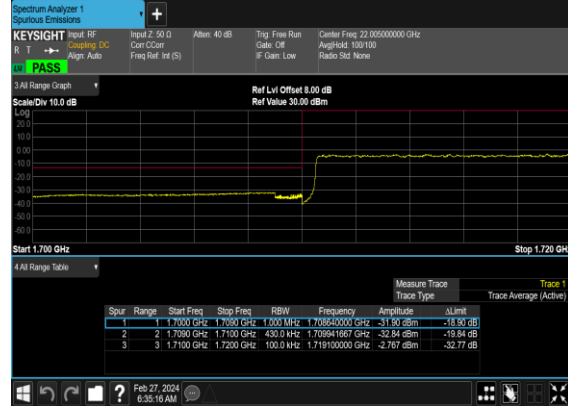 Spectrum Analyzer 1
Spurious Emissions
+
KEYSIGHT Input: RF Input Z: 50 Ω Atten: 40 dB Trig: Free Run Center Freq: 22.005000000 GHz
R T Coupling: DC Corr CCorr Gate: Off Avg|Hold: 100/100
Align: Auto Freq Ref: Int (S) IF Gain: Low Radio Std: None
PASS
3 All Range Graph
Ref Lvl Offset 8.00 dB
Scale/Div 10.0 dB Ref Value 30.00 dBm
Log
20.0
10.0
0.00
-10.0
-20.0
-30.0
-40.0
-50.0
-60.0
Start 1.700 GHz Stop 1.720 GH
4 All Range Table
Measure Trace Trace 1
Trace Type Trace Average (Active)
Spur Range Start Freq Stop Freq RBW Frequency Amplitude ΔLimit
1 1 1.7000 GHz 1.7090 GHz 1.000 MHz 1.708640000 GHz -31.90 dBm -18.90 dB
2 2 1.7090 GHz 1.7100 GHz 430.0 kHz 1.709941667 GHz -32.84 dBm -19.84 dB
3 3 1.7100 GHz 1.7200 GHz 100.0 kHz 1.719100000 GHz -2.767 dBm -32.77 dB
?
Feb 27, 2024
6:35:16 AM